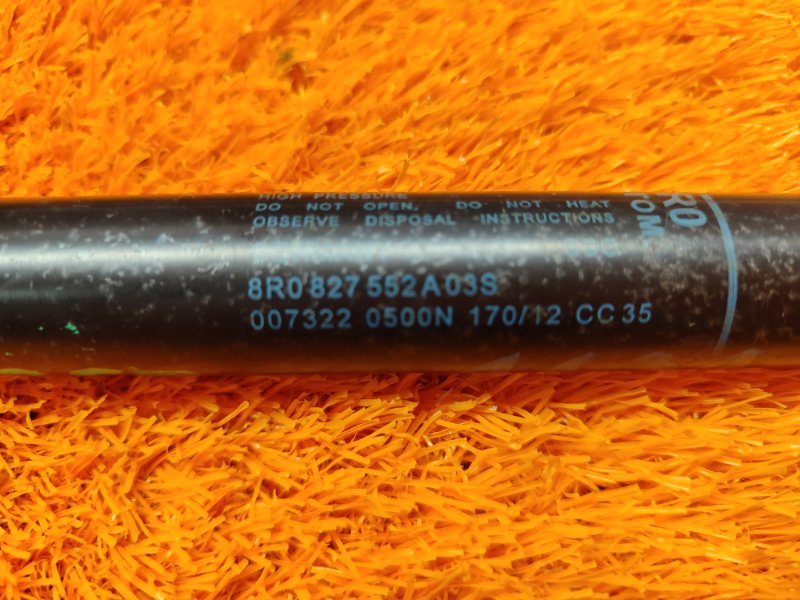 HIGH PRESSURE
DO NOT OPEN, DO NOT HEAT
OBSERVE DISPOSAL INSTRUCTIONS
8R0 827 552A 03S
007322 0500N 170/12 CC 35